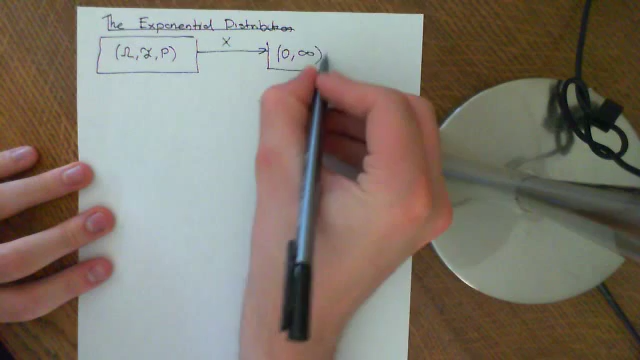 The Exponential Distribution
(Ω, F, P) X (0, ∞)